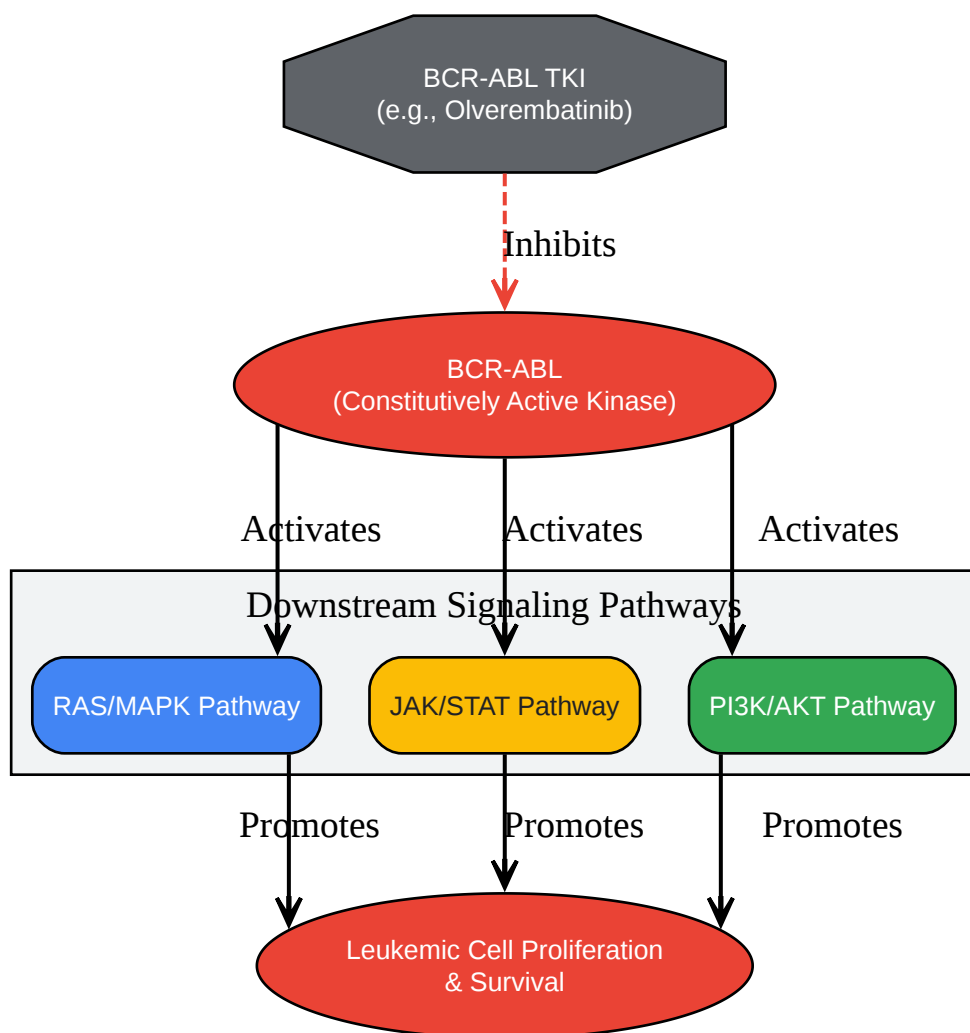 BCR-ABL TKI
(e.g., Olverembatinib)
Inhibits
BCR-ABL
(Constitutively Active Kinase)
Activates
Activates
Activates
Downstream Signaling Pathways
RAS/MAPK Pathway
JAK/STAT Pathway
PI3K/AKT Pathway
Promotes
Promotes
Promotes
Leukemic Cell Proliferation
& Survival